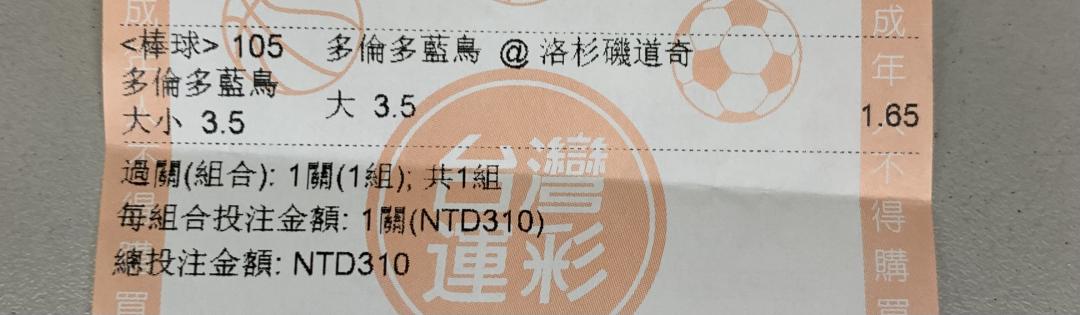 <棒球> 105 多倫多藍鳥 @ 洛杉磯道奇
多倫多藍鳥
大小 3.5 大 3.5 1.65
過關(組合): 1關(1組); 共1組
每組合投注金額: 1關(NTD310)
總投注金額: NTD310
台灣
運彩
成年
不得購買
成年人不得購買